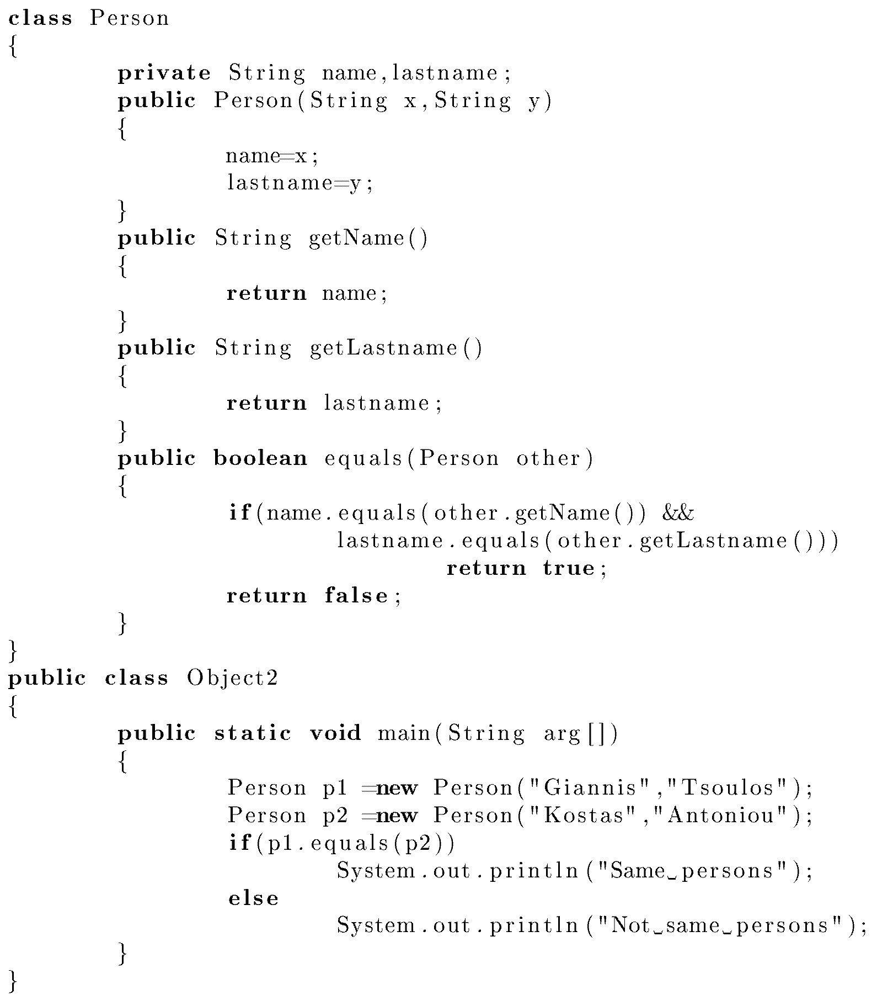 class Person
{
private String name,lastname;
public Person(String x,String y)
{
name=x;
lastname=y;
}
public String getName()
{
return name;
}
public String getLastname()
{
return lastname;
}
public boolean equals(Person other)
{
if(name.equals(other.getName()) &&
lastname.equals(other.getLastname()))
return true;
return false;
}
}
public class Object2
{
public static void main(String arg[])
{
Person p1 =new Person("Giannis","Tsoulos");
Person p2 =new Person("Kostas","Antoniou");
if(p1.equals(p2))
System.out.println("Same␣persons");
else
System.out.println("Not␣same␣persons");
}
}